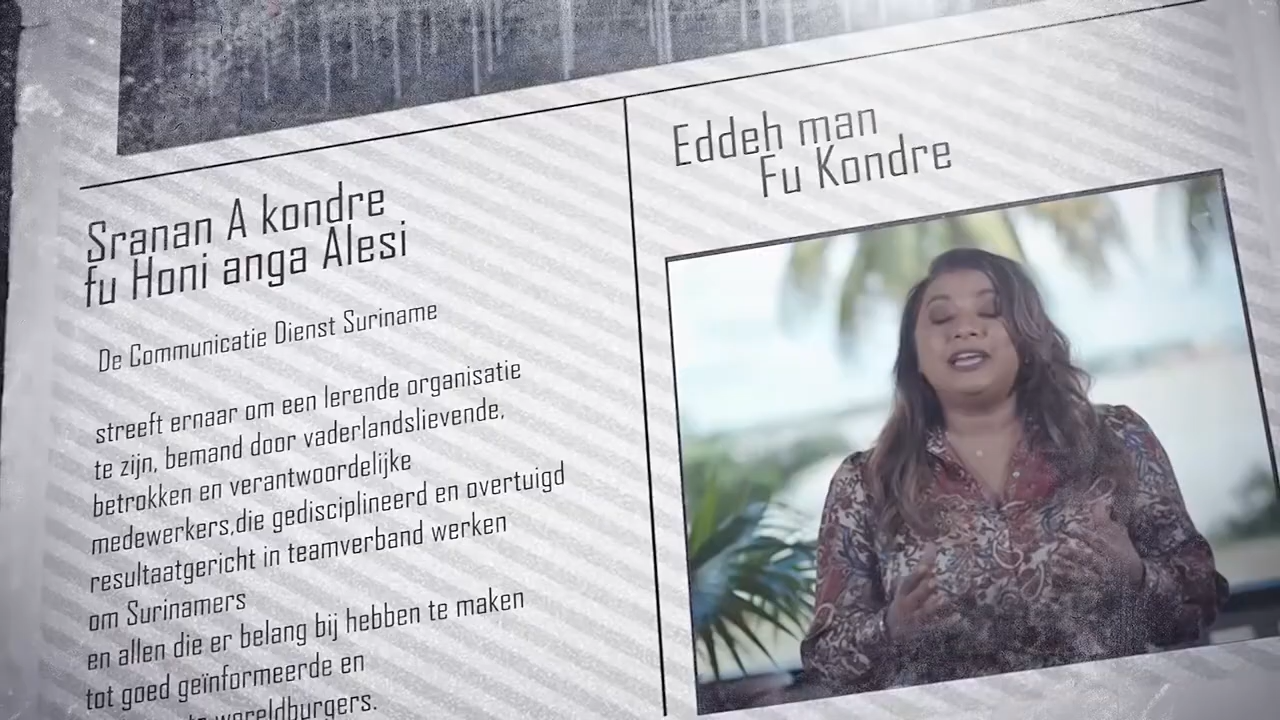 Sranan A kondre
fu Honi anga Alesi
De Communicatie Dienst Suriname
streeft ernaar om een lerende organisatie
te zijn, bemand door vaderlandslievende,
betrokken en verantwoordelijke
medewerkers,die gedisciplineerd en overtuigd
resultaatgericht in teamverband werken
om Surinamers
en allen die er belang bij hebben te maken
tot goed geïnformeerde en
wereldburgers.
Eddeh man
Fu Kondre